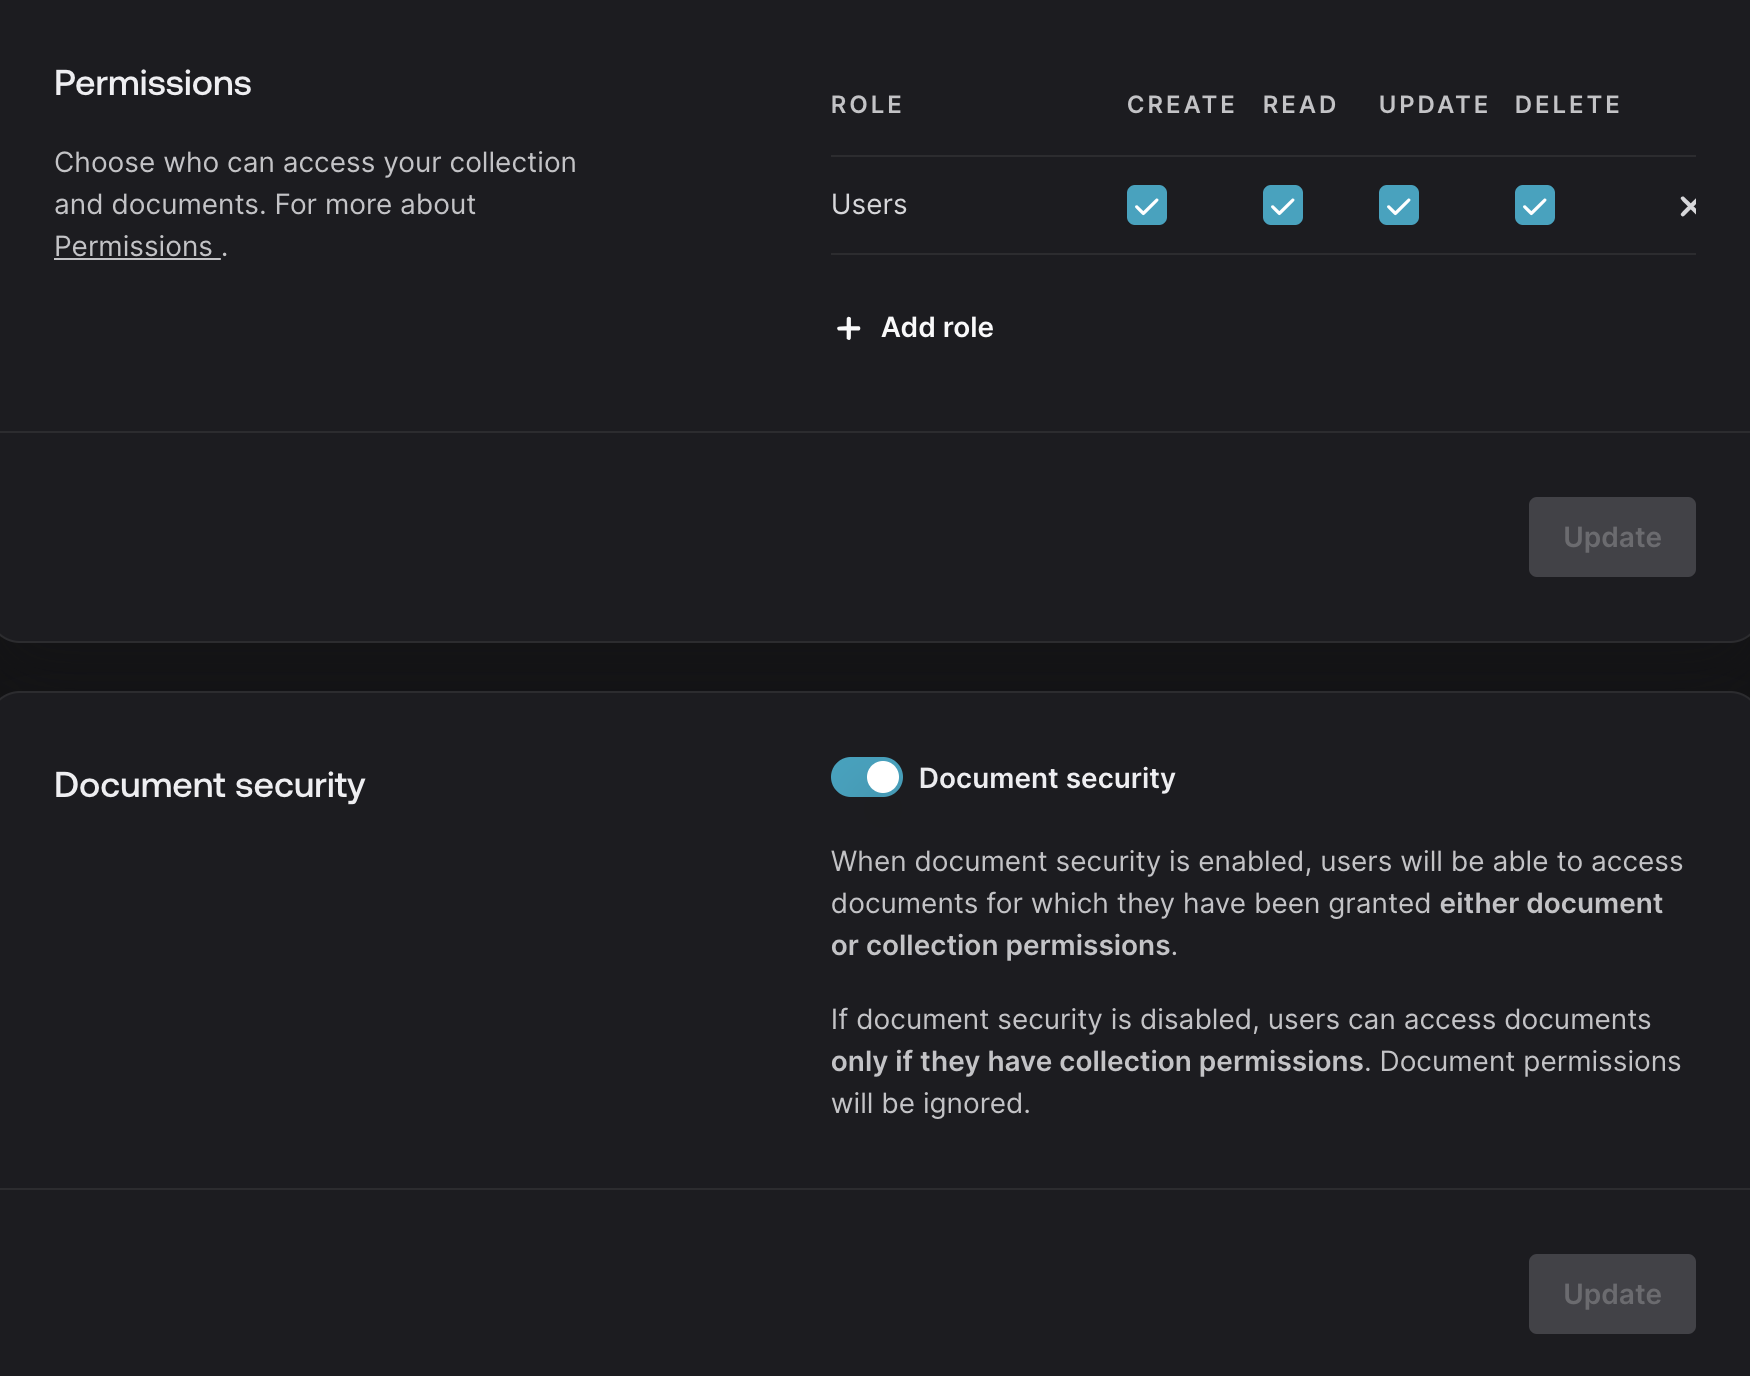 Permissions
Choose who can access your collection
and documents. For more about
Permissions .
ROLE CREATE READ UPDATE DELETE
Users
Add role
Update
Document security
Document security
When document security is enabled, users will be able to access
documents for which they have been granted either document
or collection permissions.
If document security is disabled, users can access documents
only if they have collection permissions. Document permissions
will be ignored.
Update